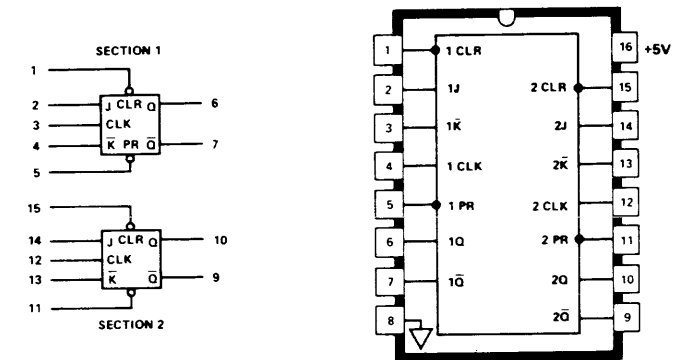 SECTION 1
1
2 J CLR Q 6
3 CLK
4 K̅ PR Q̅ 7
5
15
14 J CLR Q 10
12 CLK
13 K̅ Q̅ 9
11
SECTION 2
1 1 CLR 16 +5V
2 1J 2 CLR 15
3 1K̅ 2J 14
4 1 CLK 2K̅ 13
5 1 PR 2 CLK 12
6 1Q 2 PR 11
7 1Q̅ 2Q 10
8 2Q̅ 9